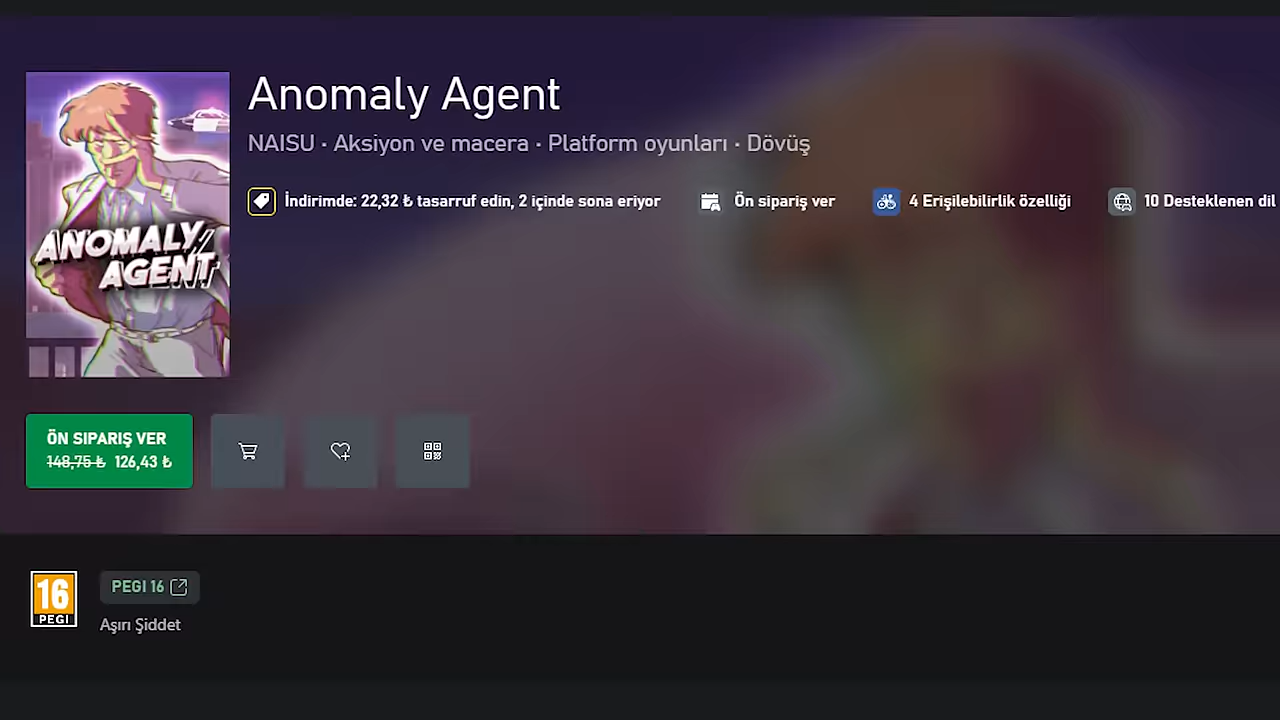 Anomaly Agent
NAISU · Aksiyon ve macera · Platform oyunları · Dövüş
İndirimde: 22,32 ₺ tasarruf edin, 2 içinde sona eriyor
Ön sipariş ver
4 Erişilebilirlik özelliği
10 Desteklenen dil
ANOMALY
AGENT
ÖN SIPARIŞ VER
148,75 ₺ 126,43 ₺
16
PEGI
PEGI 16
Aşırı Şiddet